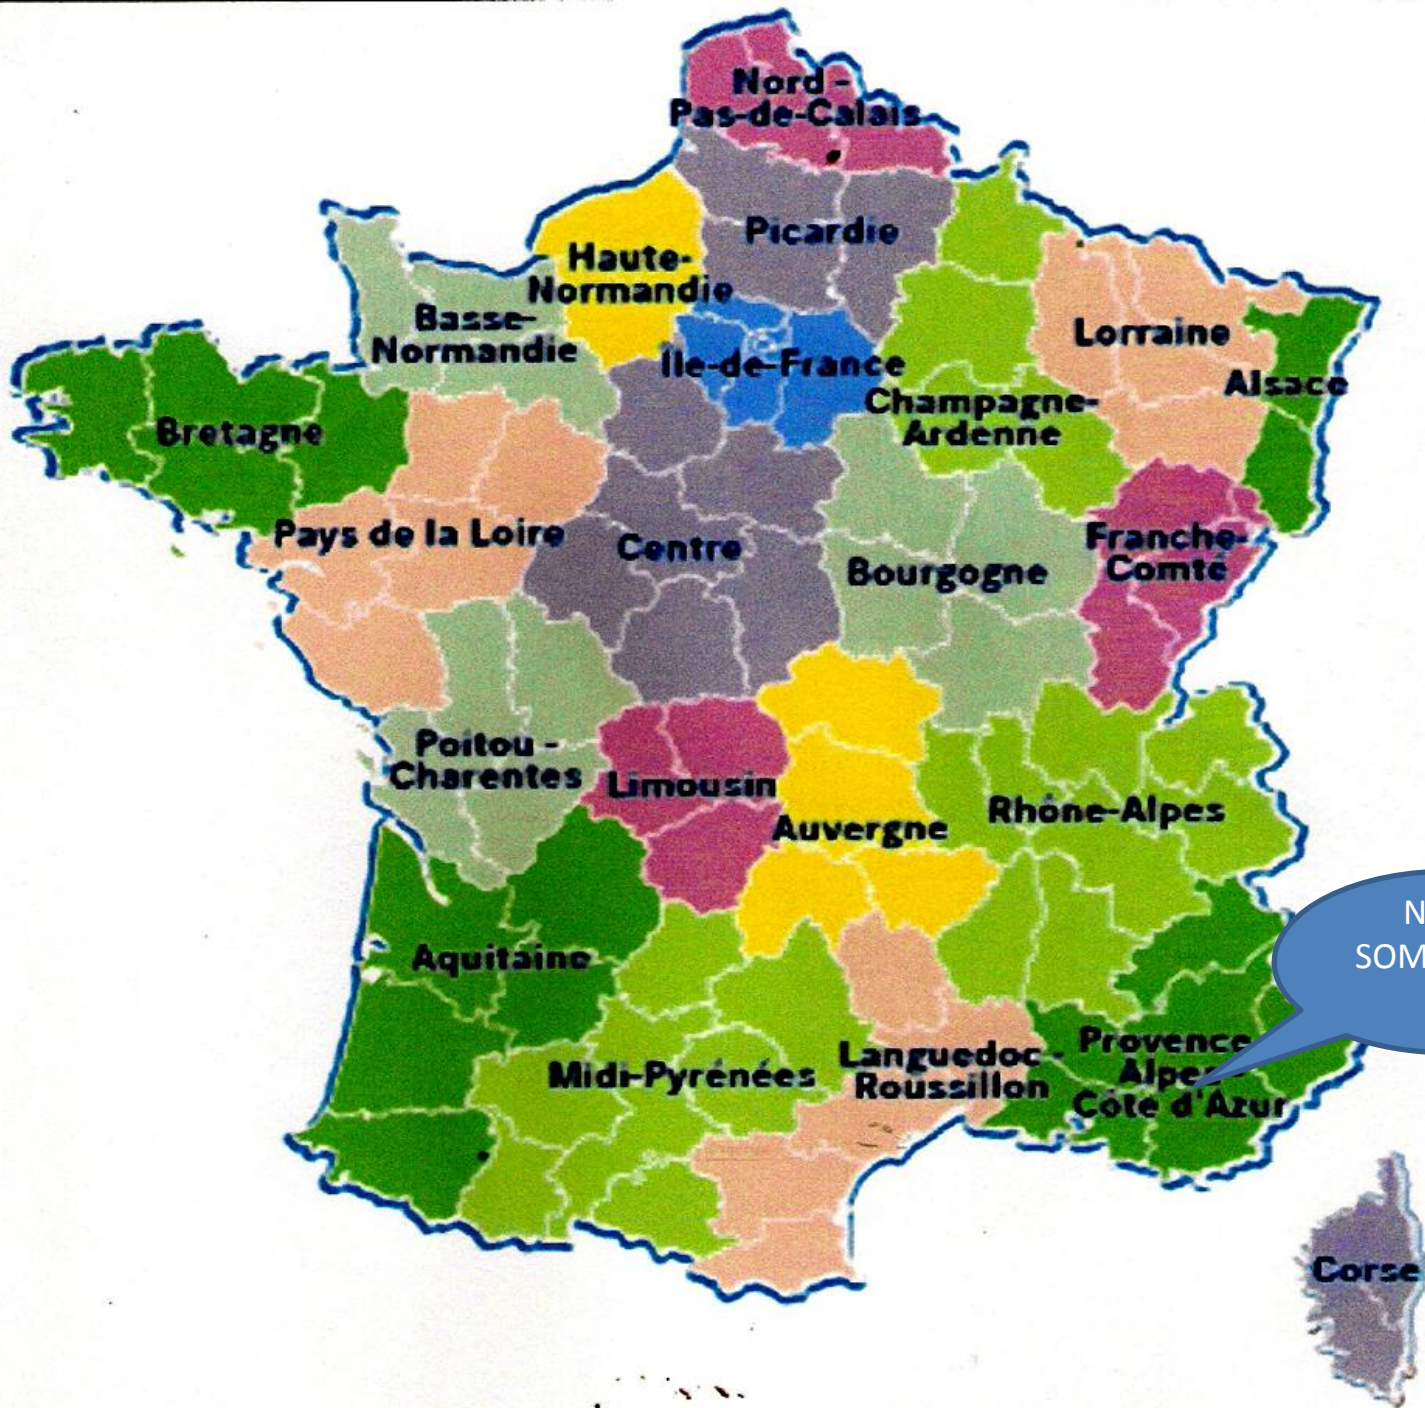 Nord -
Pas-de-Calais
Picardie
Haute-
Normandie
Basse-
Normandie
Île-de-France
Lorraine
Alsace
Champagne-
Ardenne
Bretagne
Pays de la Loire
Centre
Bourgogne
Franche-
Comté
Poitou -
Charentes
Limousin
Auvergne
Rhône-Alpes
Aquitaine
Midi-Pyrénées
Languedoc -
Roussillon
Provence
Alpes -
Côte d'Azur
N
SOM
Corse